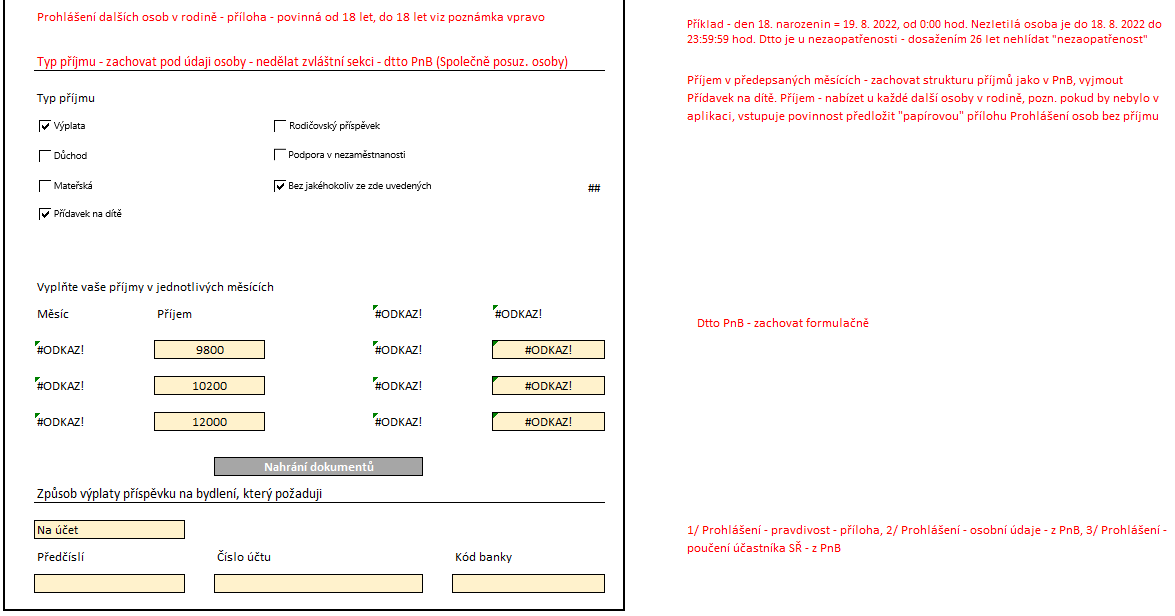 Prohlášení dalších osob v rodině - příloha - povinná od 18 let, do 18 let viz poznámka vpravo
Příklad - den 18. narozenin = 19. 8. 2022, od 0:00 hod. Nezletilá osoba je do 18. 8. 2022 do
23:59:59 hod. Dtto je u nezaopatřenosti - dosažením 26 let nehlídat "nezaopatřenost"
Typ příjmu - zachovat pod údaji osoby - nedělat zvláštní sekci - dtto PnB (Společně posuz. osoby)
Příjem v předepsaných měsících - zachovat strukturu příjmů jako v PnB, vyjmout
Přídavek na dítě. Příjem - nabízet u každé další osoby v rodině, pozn. pokud by nebylo v
aplikaci, vstupuje povinnost předložit "papírovou" přílohu Prohlášení osob bez příjmu
Typ příjmu
Výplata
Rodičovský příspěvek
Důchod
Podpora v nezaměstnanosti
Mateřská
Bez jakéhokoliv ze zde uvedených
##
Přídavek na dítě
Vyplňte vaše příjmy v jednotlivých měsících
Měsíc Příjem #ODKAZ! #ODKAZ!
Dtto PnB - zachovat formulačně
#ODKAZ! 9800 #ODKAZ! #ODKAZ!
#ODKAZ! 10200 #ODKAZ! #ODKAZ!
#ODKAZ! 12000 #ODKAZ! #ODKAZ!
Nahrání dokumentů
Způsob výplaty příspěvku na bydlení, který požaduji
Na účet
1/ Prohlášení - pravdivost - příloha, 2/ Prohlášení - osobní údaje - z PnB, 3/ Prohlášení -
poučení účastníka SŘ - z PnB
Předčíslí Číslo účtu Kód banky